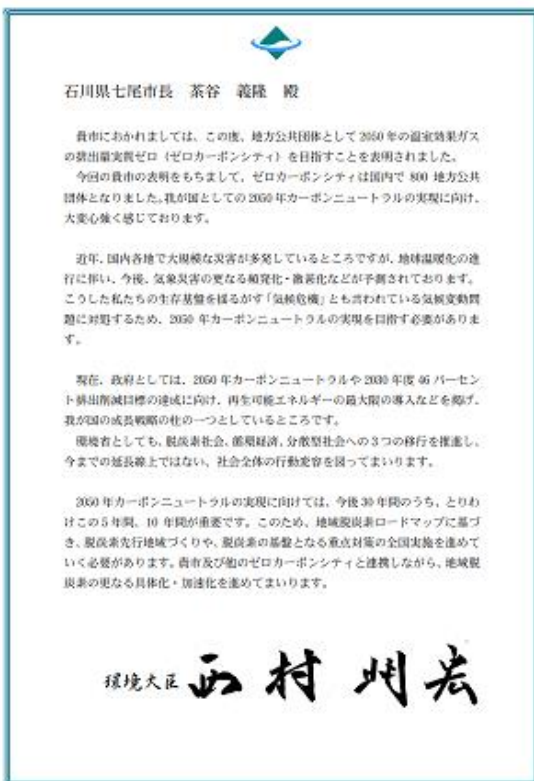 石川県七尾市長　茶谷　義隆　殿
貴市におかれましては、この度、地方公共団体として2050年の温室効果ガス
の排出量実質ゼロ（ゼロカーボンシティ）を目指すことを表明されました。
今回の貴市の表明をもちまして、ゼロカーボンシティは国内で 800 地方公共
団体となりました。我が国としての2050年カーボンニュートラルの実現に向け、
大変心強く感じております。
近年、国内各地で大規模な災害が多発しているところですが、地球温暖化の進
行に伴い、今後、気象災害の更なる頻発化・激甚化などが予測されております。
こうした私たちの生存基盤を揺るがす「気候危機」とも言われている気候変動問
題に対処するため、2050 年カーボンニュートラルの実現を目指す必要がありま
す。
現在、政府としては、2050 年カーボンニュートラルや 2030 年度 46 パーセン
ト排出削減目標の達成に向け、再生可能エネルギーの最大限の導入などを掲げ、
我が国の成長戦略の柱の一つとしているところです。
環境省としても、脱炭素社会、循環経済、分散型社会への３つの移行を推進し、
今までの延長線上ではない、社会全体の行動変容を図ってまいります。
2050 年カーボンニュートラルの実現に向けては、今後 30 年間のうち、とりわ
けこの５年間、10 年間が重要です。このため、地域脱炭素ロードマップに基づ
き、脱炭素先行地域づくりや、脱炭素の基盤となる重点対策の全国実施を進めて
いく必要があります。貴市及び他のゼロカーボンシティと連携しながら、地域脱
炭素の更なる具体化・加速化を進めてまいります。
環境大臣 西村 明宏